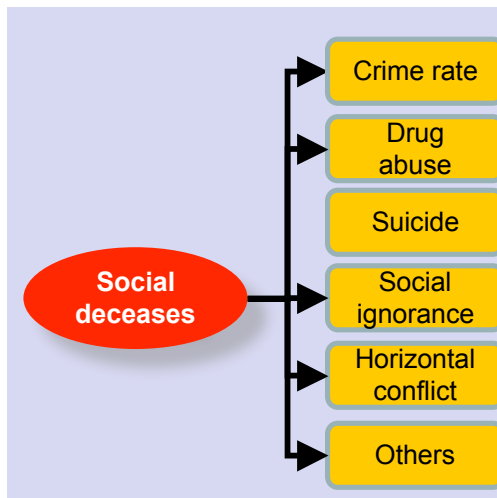 Crime rate
Drug
abuse
Suicide
Social
deceases
Social
ignorance
Horizontal
conflict
Others